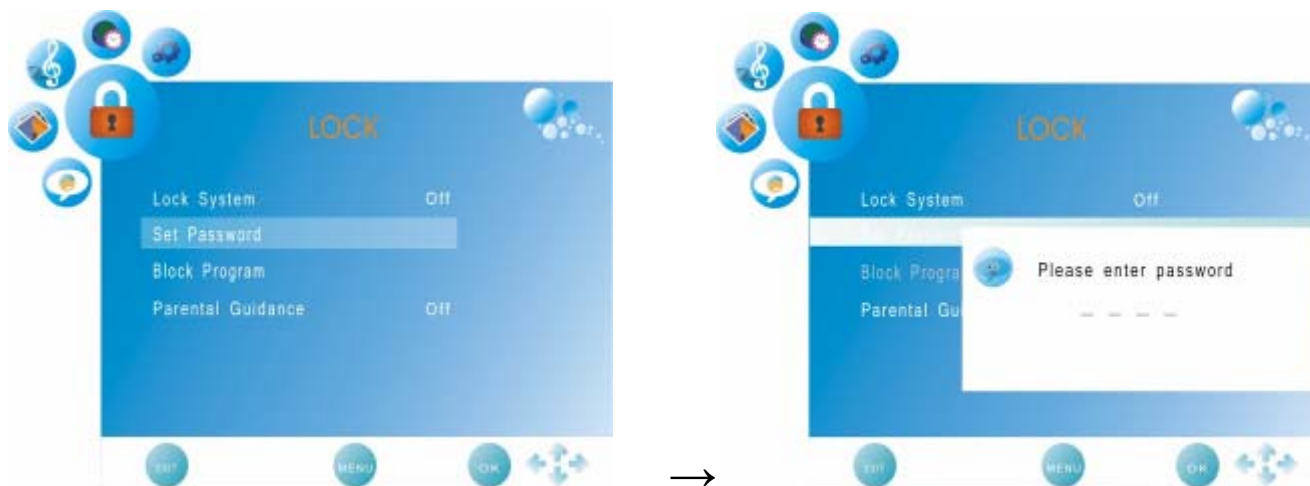 LOCK
Lock System Off
Set Password
Block Program
Parental Guidance Off
EXIT MENU OK
→
LOCK
Lock System Off
Block Progra
Please enter password
Parental Gu
_ _ _ _
EXIT MENU OK